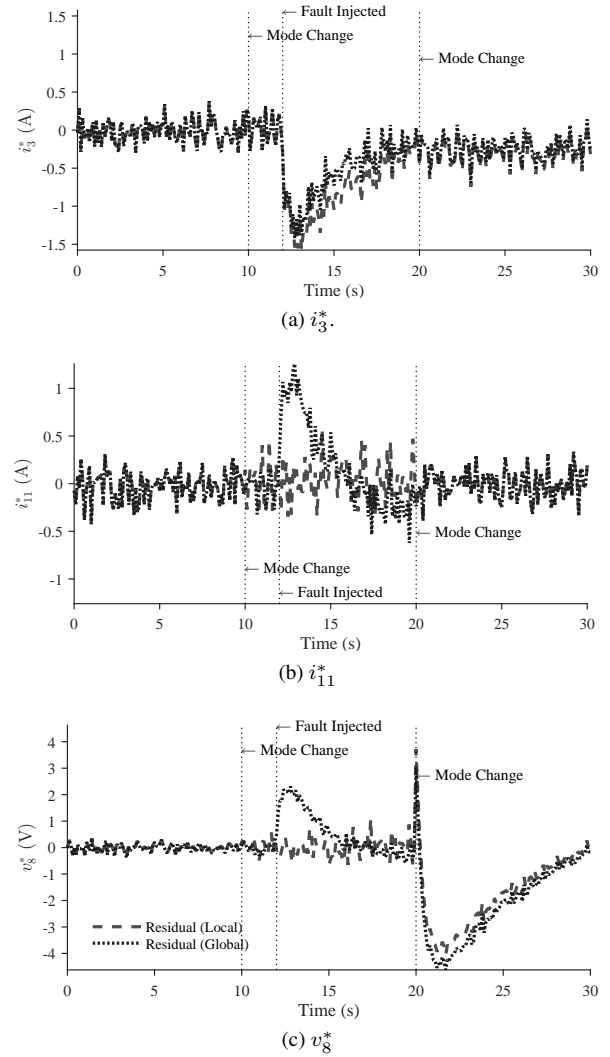 ← Fault Injected
← Mode Change
← Mode Change
1.5
1
0.5
0
-0.5
-1
-1.5
i*3 (A)
0 5 10 15 20 25 30
Time (s)
(a) i*3.
1
0.5
0
-0.5
-1
i*11 (A)
← Mode Change
← Mode Change
← Fault Injected
0 5 10 15 20 25 30
Time (s)
(b) i*11
← Fault Injected
← Mode Change
← Mode Change
4
3
2
1
0
-1
-2
-3
-4
v*8 (V)
Residual (Local)
Residual (Global)
0 5 10 15 20 25 30
Time (s)
(c) v*8